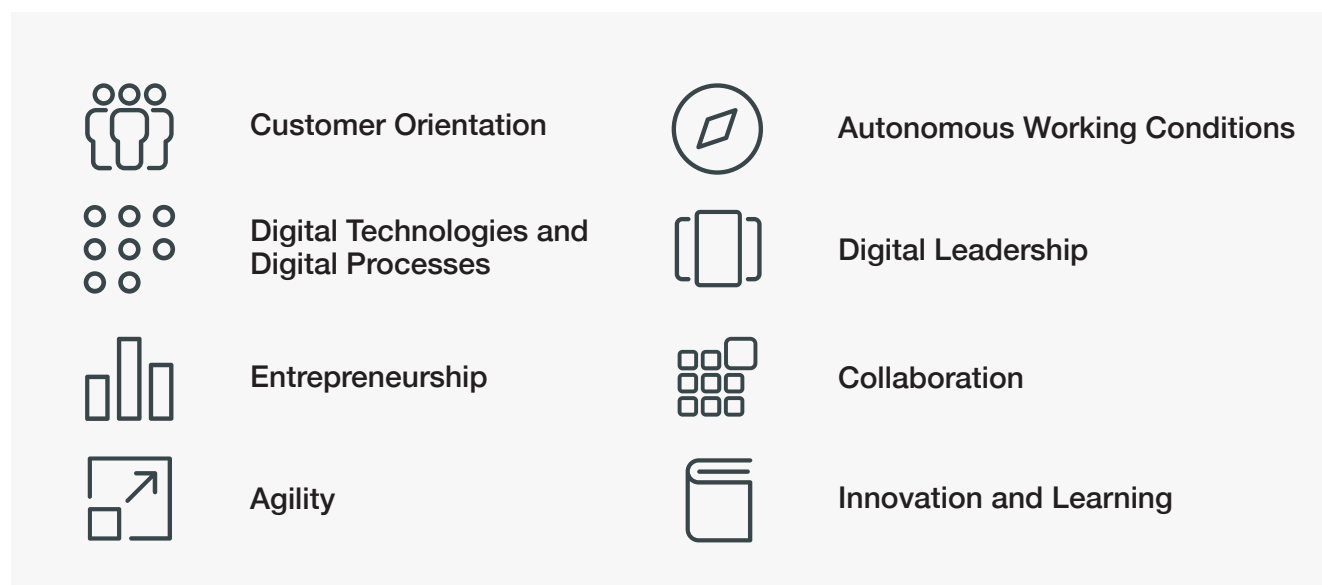 Customer Orientation
Digital Technologies and
Digital Processes
Entrepreneurship
Agility
Autonomous Working Conditions
Digital Leadership
Collaboration
Innovation and Learning